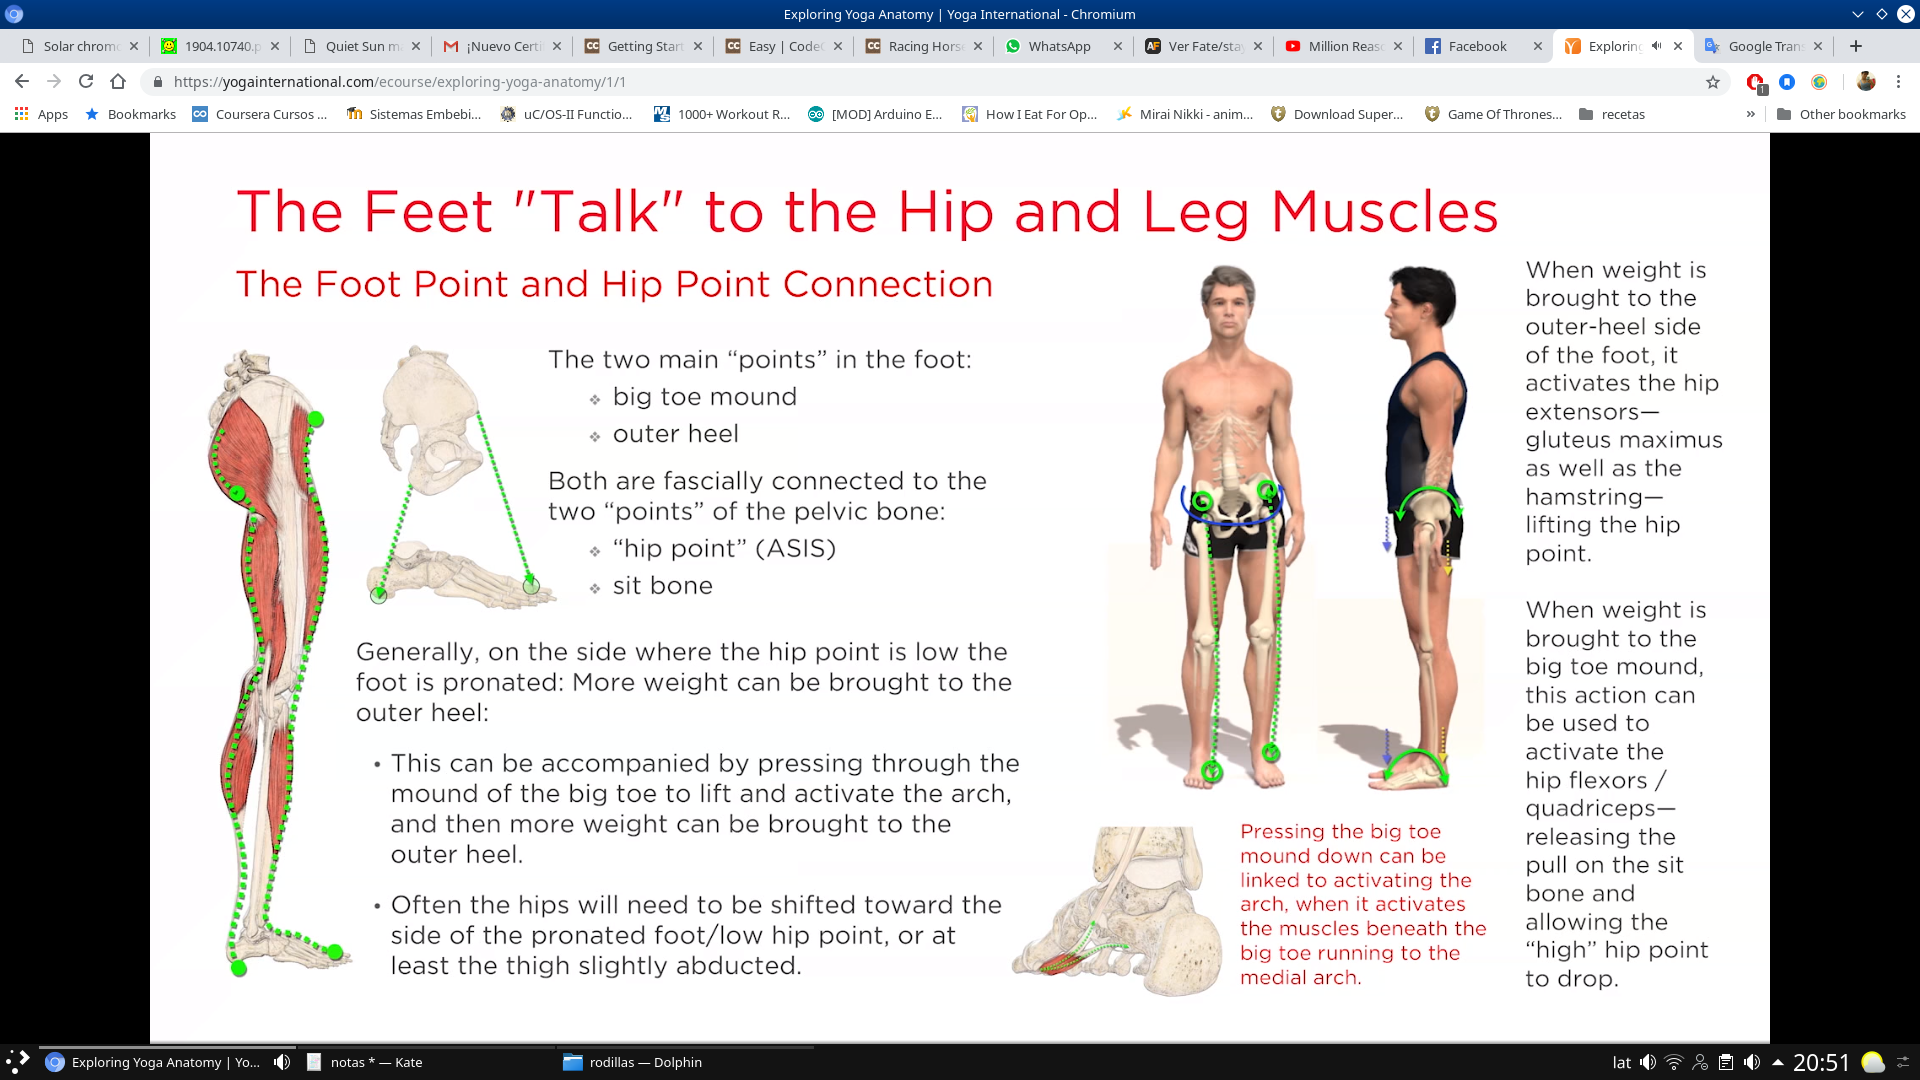 Exploring Yoga Anatomy | Yoga International - Chromium
Solar chromo
1904.10740.p
Quiet Sun m
¡Nuevo Certi
Getting Start
Easy | Code
Racing Horse
WhatsApp
Ver Fate/stay
Million Reas
Facebook
Exploring
Google Tran
https://yogainternational.com/ecourse/exploring-yoga-anatomy/1/1
1
Apps
Bookmarks
Coursera Cursos ...
Sistemas Embebi...
uC/OS-II Functio...
1000+ Workout R...
[MOD] Arduino E...
How I Eat For Op...
Mirai Nikki - anim...
Download Super...
Game Of Thrones...
recetas
»
Other bookmarks
The Feet "Talk" to the Hip and Leg Muscles
The Foot Point and Hip Point Connection
The two main “points” in the foot:
❖ big toe mound
❖ outer heel
Both are fascially connected to the
two “points” of the pelvic bone:
❖ “hip point” (ASIS)
❖ sit bone
Generally, on the side where the hip point is low the
foot is pronated: More weight can be brought to the
outer heel:
• This can be accompanied by pressing through the
mound of the big toe to lift and activate the arch,
and then more weight can be brought to the
outer heel.
• Often the hips will need to be shifted toward the
side of the pronated foot/low hip point, or at
least the thigh slightly abducted.
Pressing the big toe
mound down can be
linked to activating the
arch, when it activates
the muscles beneath the
big toe running to the
medial arch.
When weight is
brought to the
outer-heel side
of the foot, it
activates the hip
extensors—
gluteus maximus
as well as the
hamstring—
lifting the hip
point.
When weight is
brought to the
big toe mound,
this action can
be used to
activate the
hip flexors /
quadriceps—
releasing the
pull on the sit
bone and
allowing the
“high” hip point
to drop.
Exploring Yoga Anatomy | Yo...
notas * — Kate
rodillas — Dolphin
lat
20:51